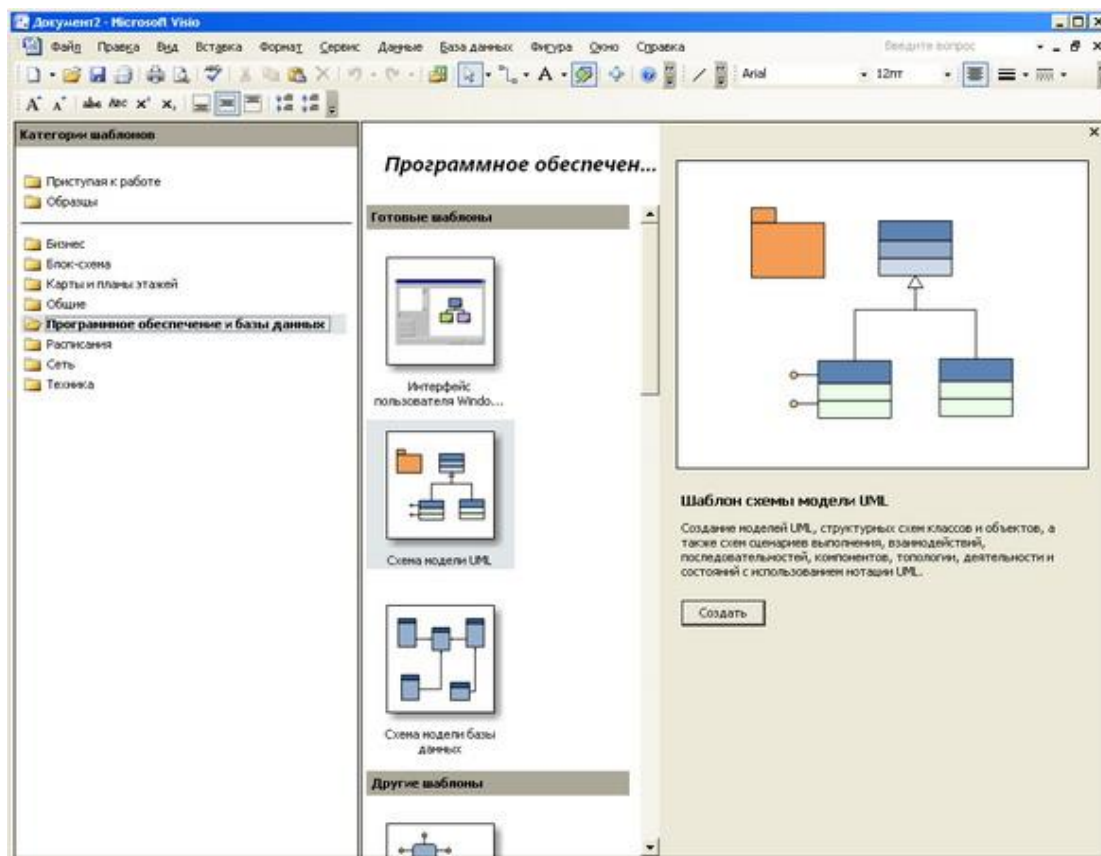 Документ2 - Microsoft Visio
Файл Правка Вид Вставка Формат Сервис Данные База данных Фигура Окно Справка Введите вопрос
Arial 12пт
Категории шаблонов
Приступая к работе
Образцы
Бизнес
Блок-схема
Карты и планы этажей
Общие
Программное обеспечение и базы данных
Расписания
Сеть
Техника
Программное обеспечен...
Готовые шаблоны
Интерфейс
пользователя Windo...
Схема модели UML
Схема модели базы
данных
Другие шаблоны
Шаблон схемы модели UML
Создание моделей UML, структурных схем классов и объектов, а
также схем сценариев выполнения, взаимодействий,
последовательностей, компонентов, топологии, деятельности и
состояний с использованием нотации UML.
Создать